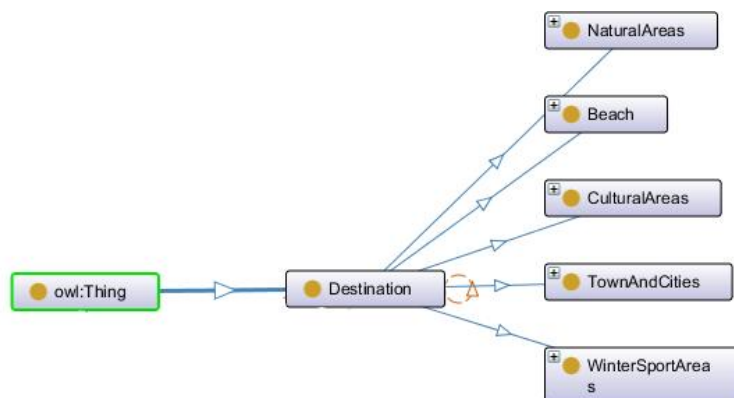 NaturalAreas
Beach
CulturalAreas
owl:Thing
Destination
TownAndCities
WinterSportArea
s